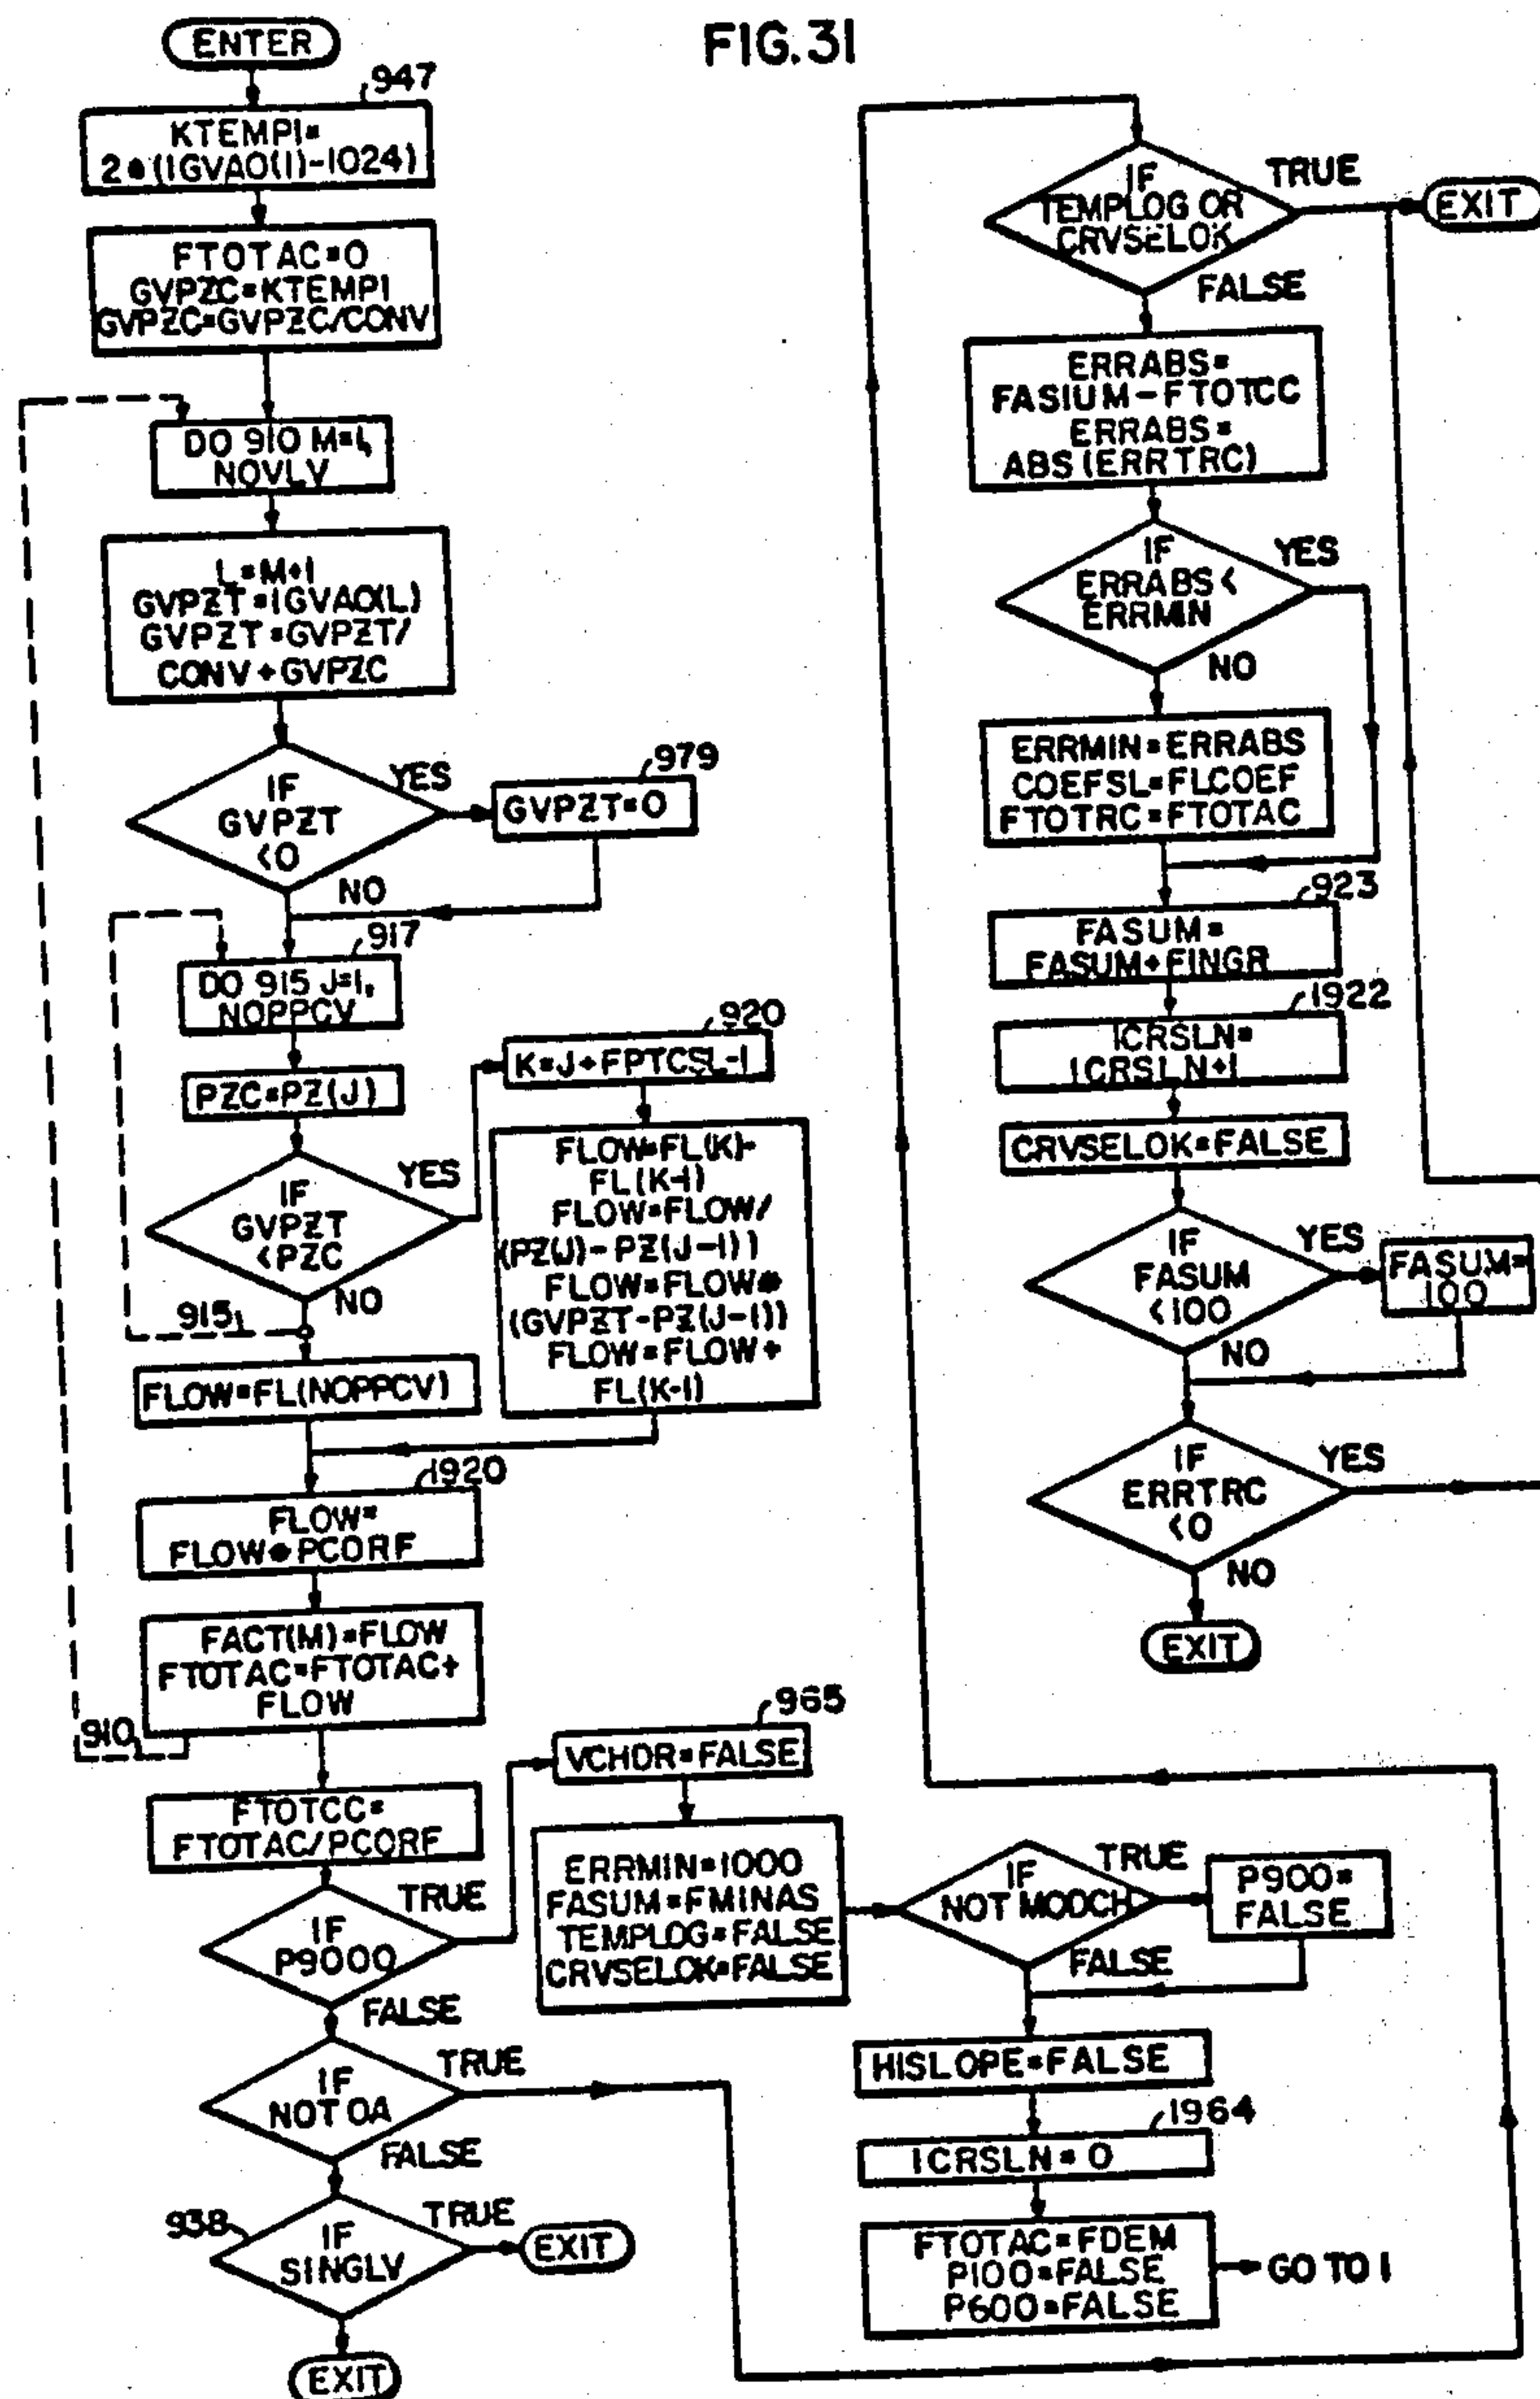 FIG.31
ENTER
947
KTEMPI=
2*(IGVAO(1)-1024)
FTOTAC=0
GVPZC=KTEMPI
GVPZC=GVPZC/CONV
DO 910 M=1,
NOVLV
L=M+1
GVPZT=IGVAO(L)
GVPZT=GVPZT/
CONV+GVPZC
IF
GVPZT
<0
YES
979
GVPZT=0
NO
917
DO 915 J=1,
NOPPCV
PZC=PZ(J)
IF
GVPZT
<PZC
YES
920
K=J+FPTCSL-1
FLOW=FL(K)-
FL(K-1)
FLOW=FLOW/
(PZ(J)-PZ(J-1))
FLOW=FLOW*
(GVPZT-PZ(J-1))
FLOW=FLOW+
FL(K-1)
NO
915
FLOW=FL(NOPPCV)
1920
FLOW=
FLOW*PCORF
FACT(M)=FLOW
FTOTAC=FTOTAC+
FLOW
910
FTOTCC=
FTOTAC/PCORF
IF
P9000
TRUE
965
VCHDR=FALSE
ERRMIN=1000
FASUM=FMINAS
TEMPLOG=FALSE
CRVSELOK=FALSE
IF
NOT MODCH
TRUE
P900=
FALSE
FALSE
HISLOPE=FALSE
1964
ICRSLN=0
FTOTAC=FDEM
P100=FALSE
P600=FALSE
GO TO 1
FALSE
IF
NOT OA
TRUE
FALSE
938
IF
SINGLV
TRUE
EXIT
EXIT
IF
TEMPLOG OR
CRVSELOK
TRUE
EXIT
FALSE
ERRABS=
FASIUM-FTOTCC
ERRABS=
ABS(ERRTRC)
IF
ERRABS<
ERRMIN
YES
NO
ERRMIN=ERRABS
COEFSL=FLCOEF
FTOTRC=FTOTAC
923
FASUM=
FASUM+FINGR
1922
ICRSLN=
ICRSLN+1
CRVSELOK=FALSE
IF
FASUM
<100
YES
FASUM=
100
NO
IF
ERRTRC
<0
YES
NO
EXIT